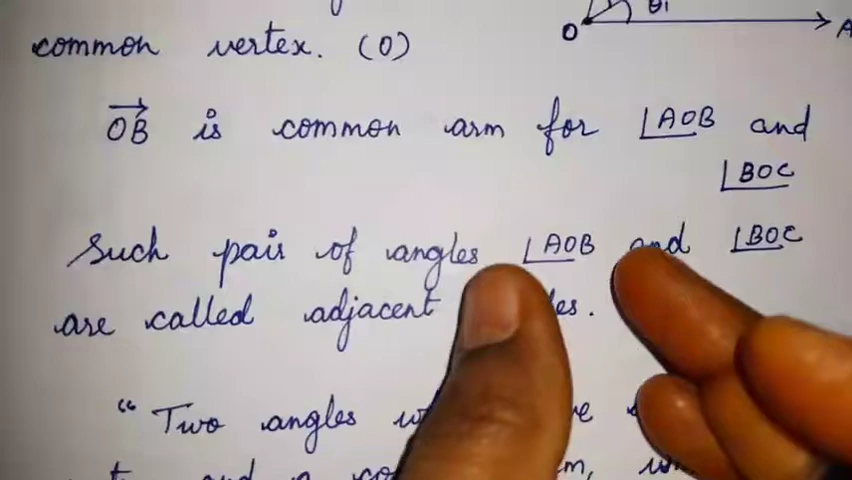 common vertex. (O)
O θ1 A
OB is common arm for ∠AOB and
∠BOC
Such pair of angles ∠AOB and ∠BOC
are called adjacent
“Two angles